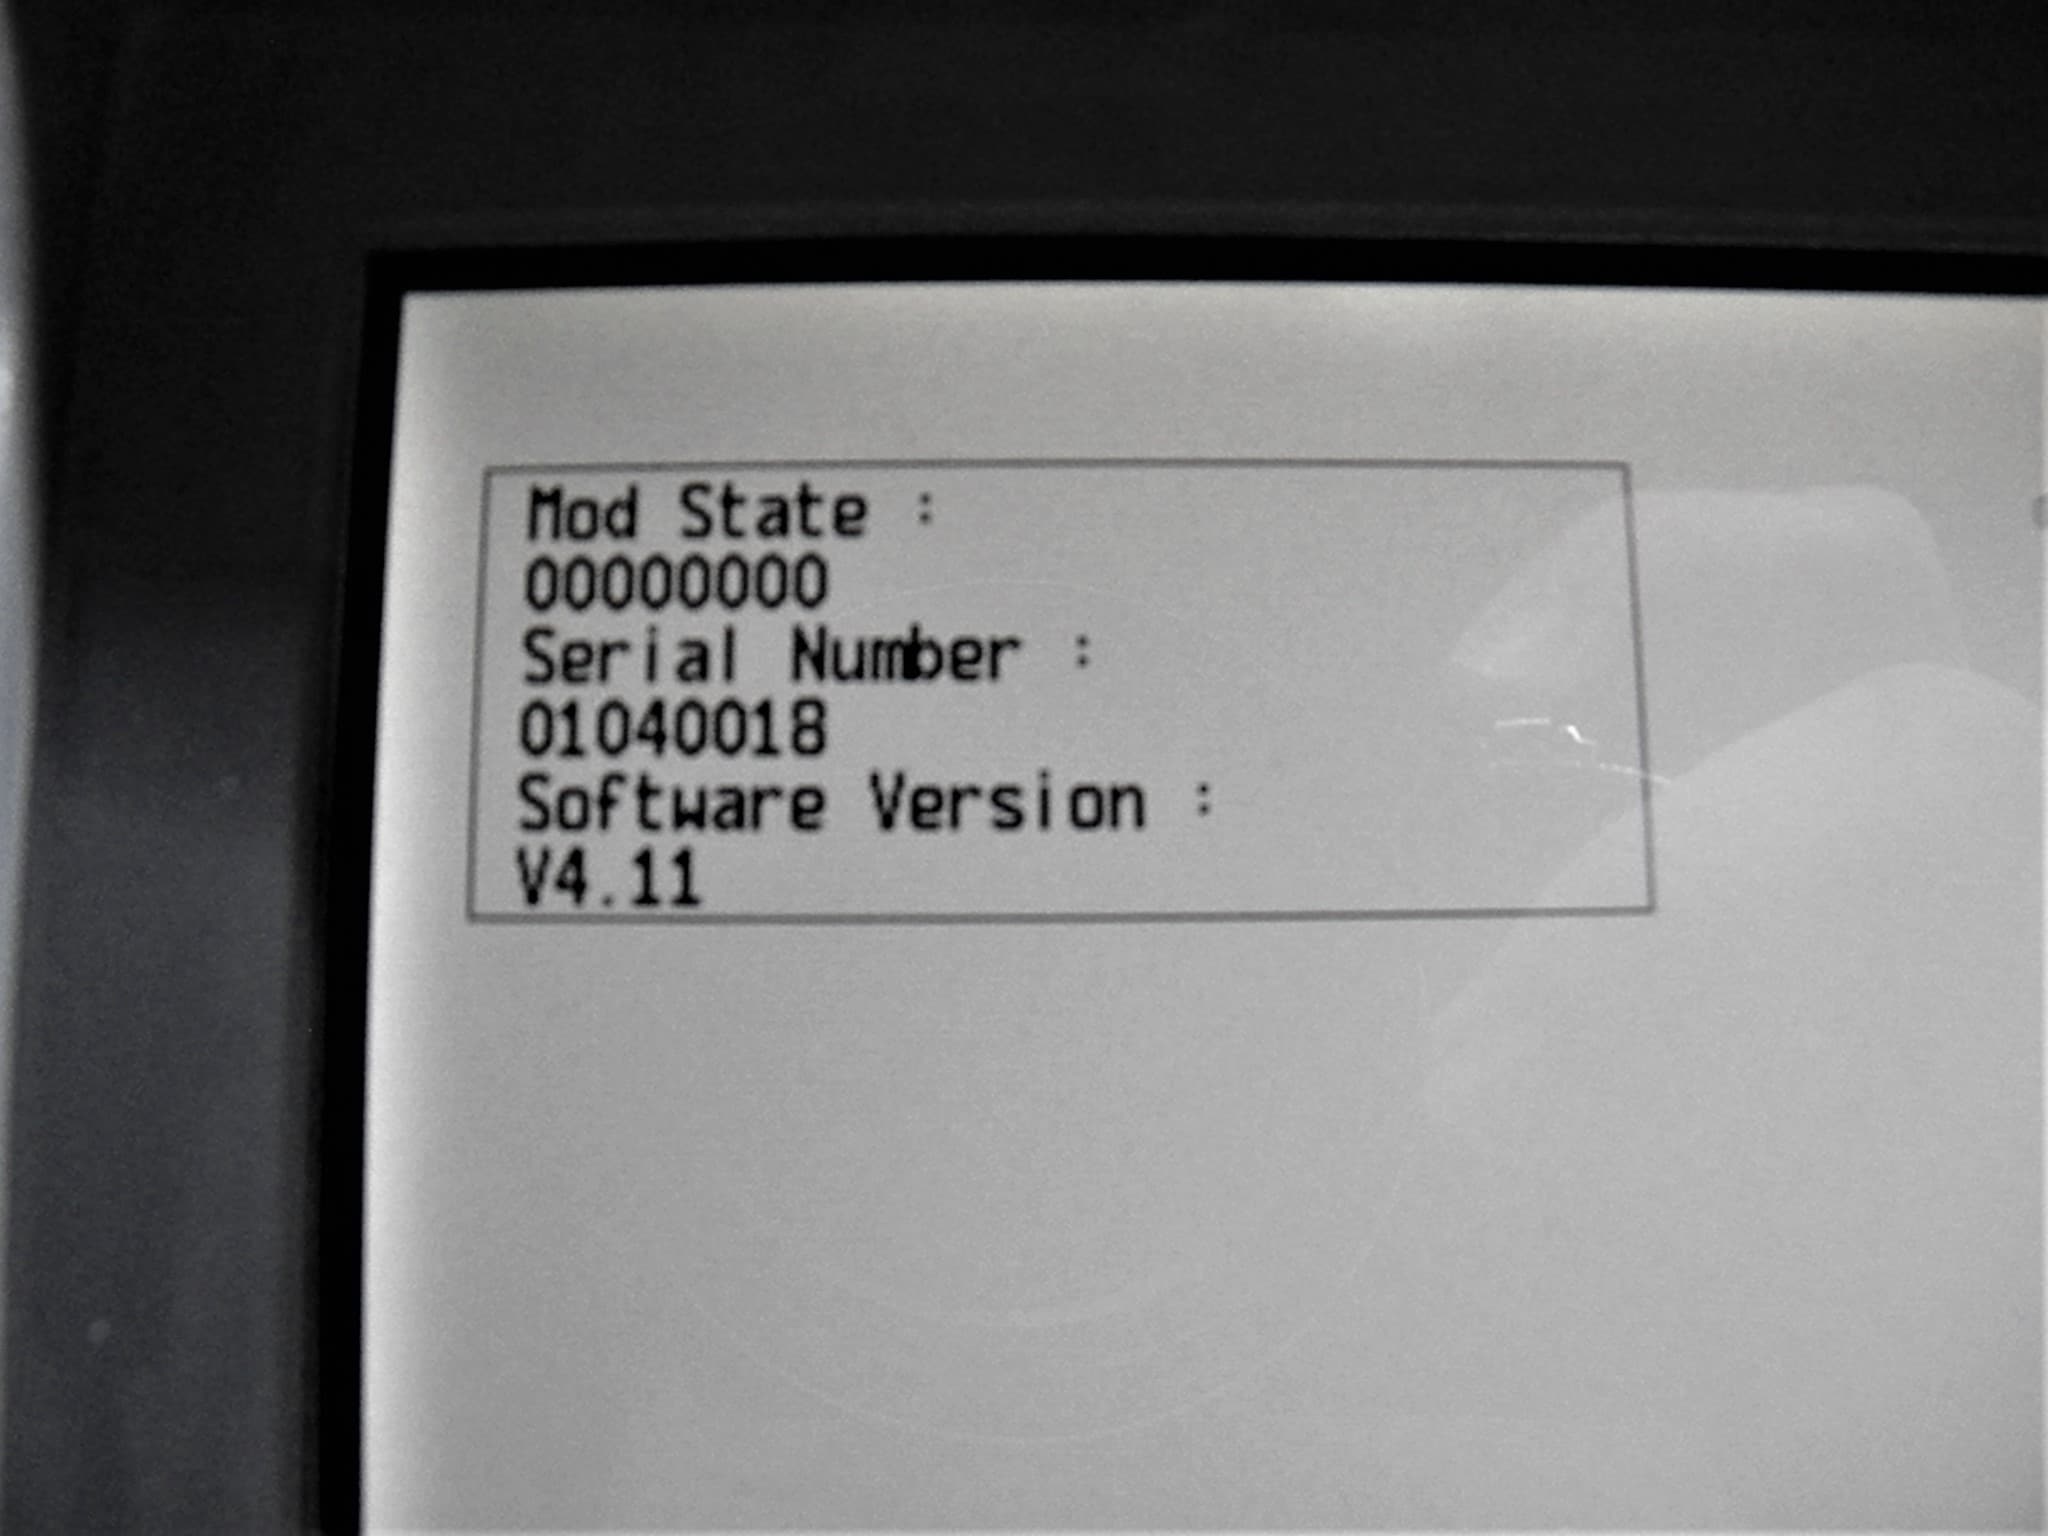 Mod State :
00000000
Serial Number :
01040018
Software Version :
V4.11